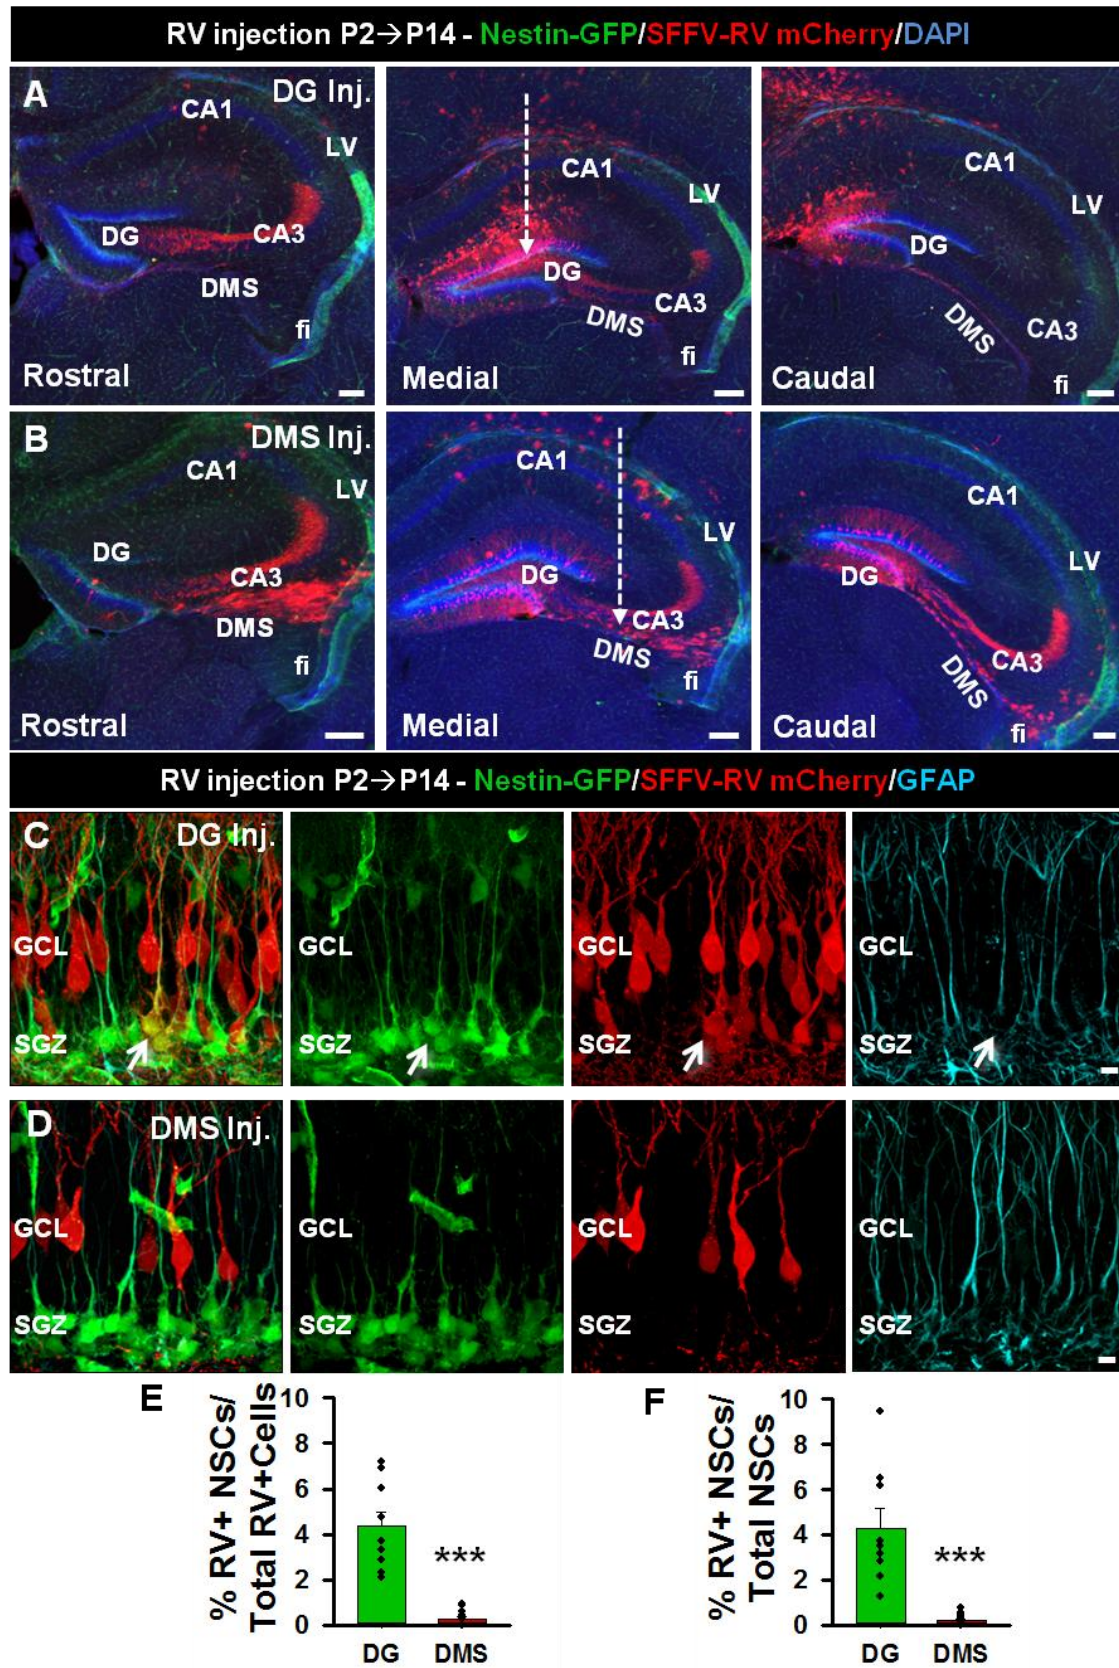 RV injection P2→P14 - Nestin-GFP/SFFV-RV mCherry/DAPI
A DG Inj.
CA1
LV
DG CA3
DMS
fi
Rostral
CA1
LV
DG
DMS CA3
fi
Medial
CA1
LV
DG
DMS CA3
fi
Caudal
B DMS Inj.
CA1
LV
DG
CA3
DMS
fi
Rostral
CA1
LV
DG
CA3
DMS
fi
Medial
CA1
LV
DG
CA3
DMS
fi
Caudal
RV injection P2→P14 - Nestin-GFP/SFFV-RV mCherry/GFAP
C DG Inj.
GCL
SGZ
GCL
SGZ
GCL
SGZ
GCL
SGZ
D DMS Inj.
GCL
SGZ
GCL
SGZ
GCL
SGZ
GCL
SGZ
E
% RV+ NSCs/
Total RV+Cells
10
8
6
4
2
0
***
DG DMS
F
% RV+ NSCs/
Total NSCs
10
8
6
4
2
0
***
DG DMS